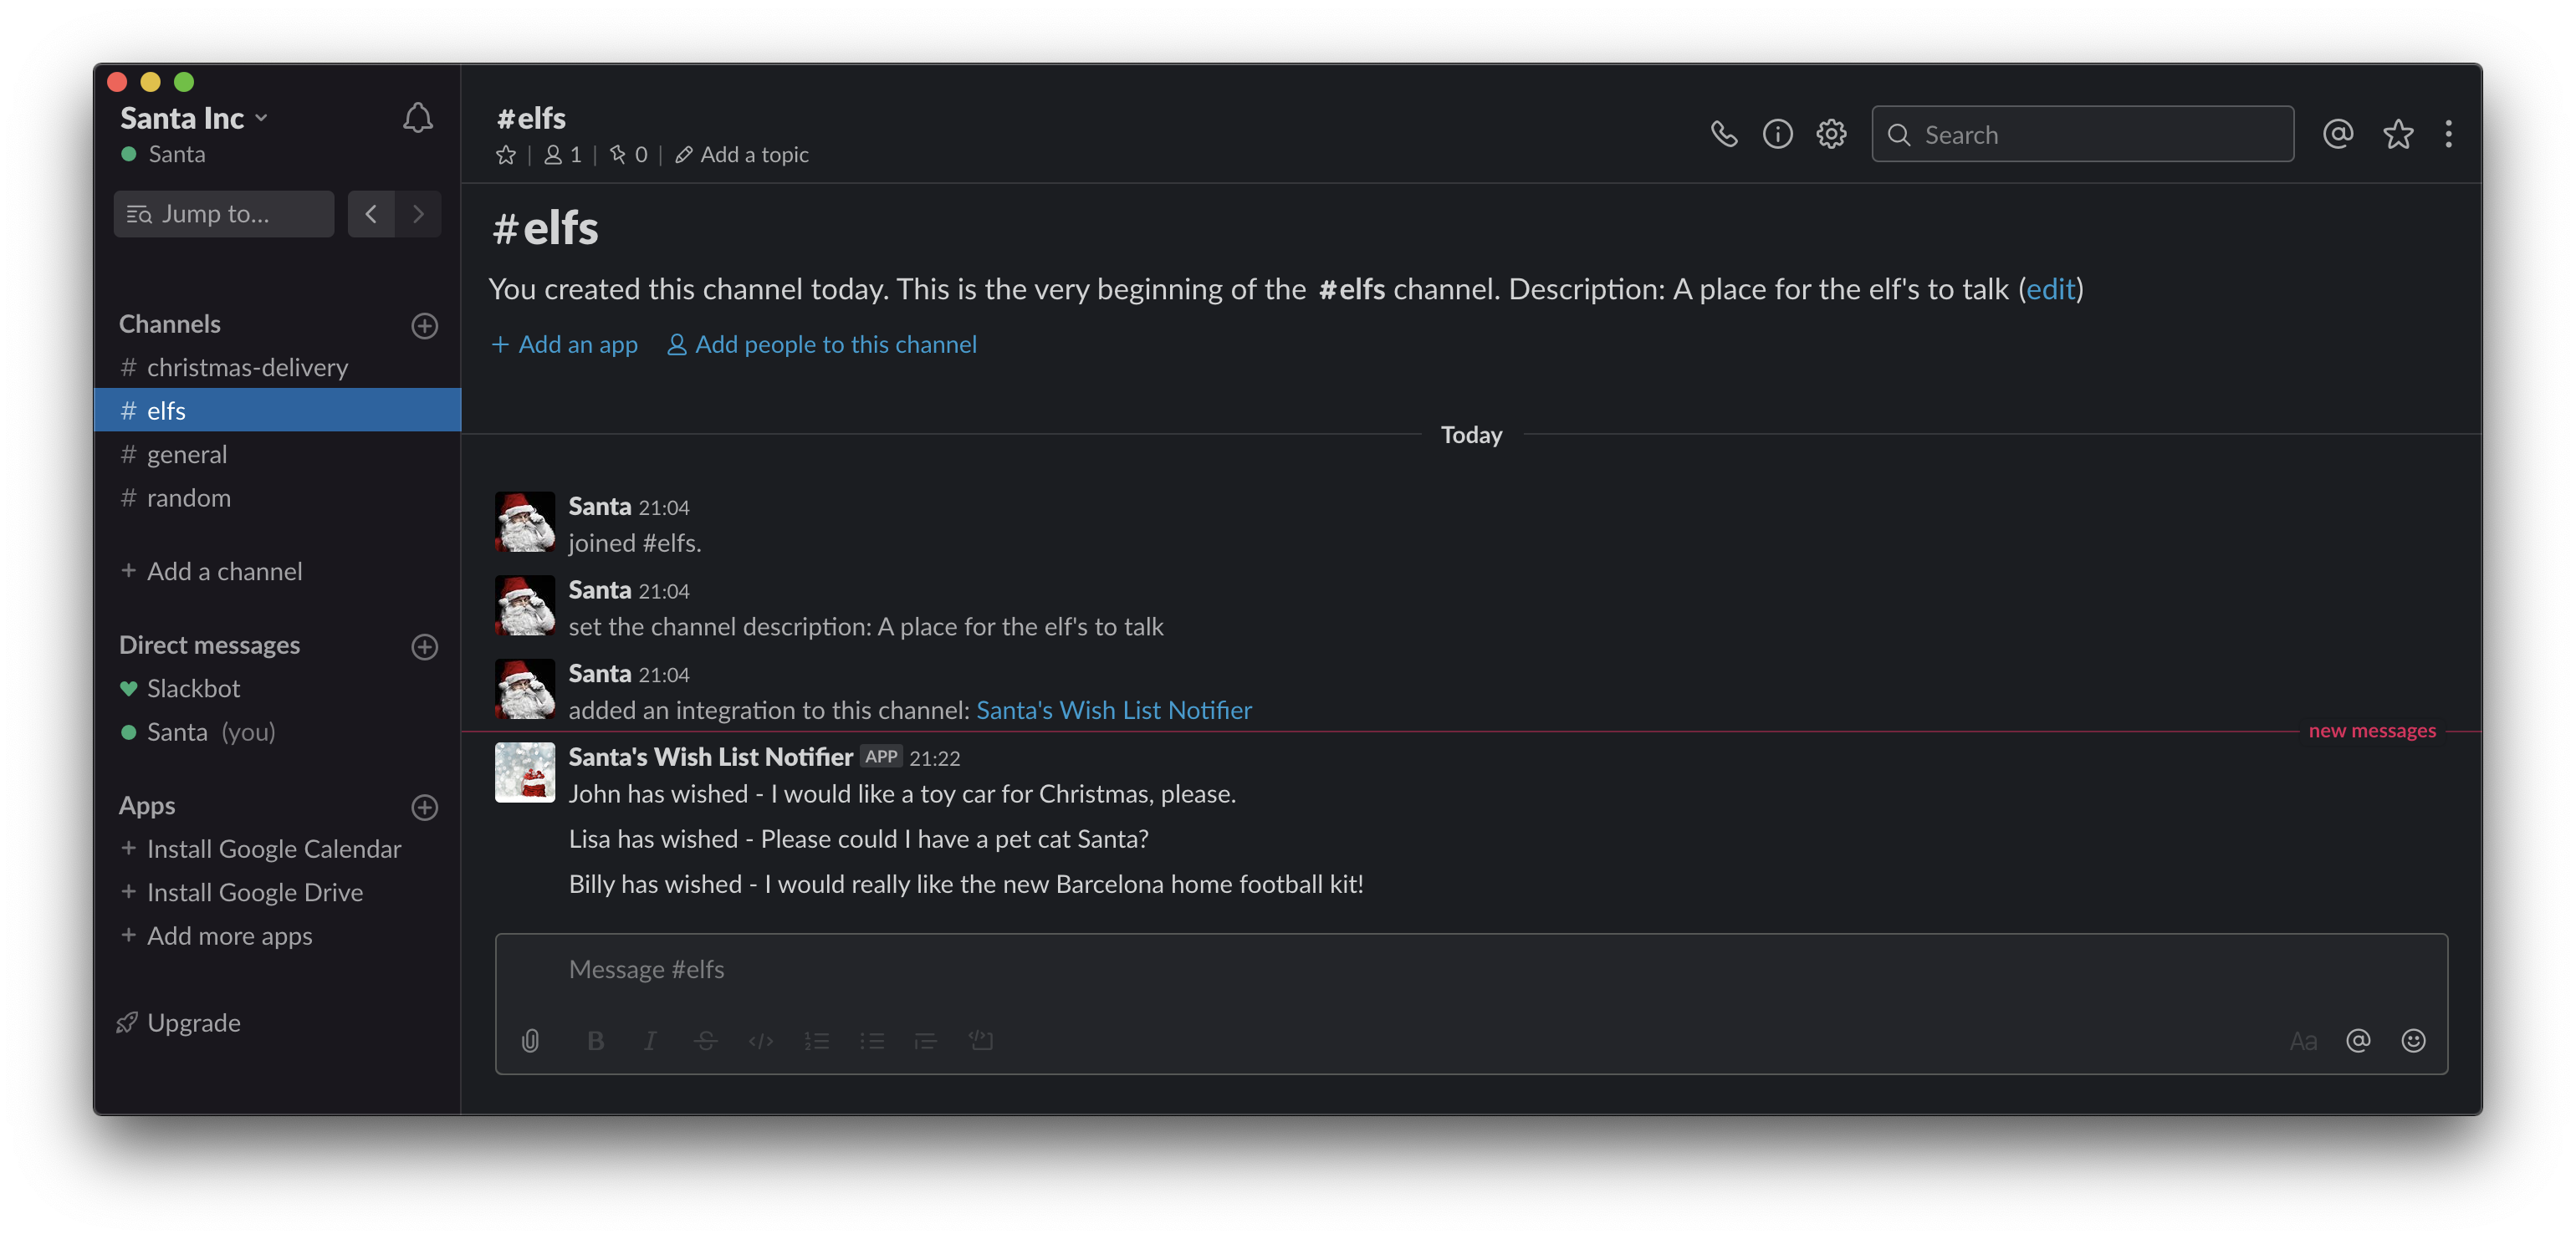 Santa Inc
Santa
Jump to...
Channels
# christmas-delivery
# elfs
# general
# random
+ Add a channel
Direct messages
Slackbot
Santa (you)
Apps
+ Install Google Calendar
+ Install Google Drive
+ Add more apps
Upgrade
#elfs
1 | 0 | Add a topic
Search
#elfs
You created this channel today. This is the very beginning of the #elfs channel. Description: A place for the elf's to talk (edit)
+ Add an app Add people to this channel
Today
Santa 21:04
joined #elfs.
Santa 21:04
set the channel description: A place for the elf's to talk
Santa 21:04
added an integration to this channel: Santa's Wish List Notifier
new messages
Santa's Wish List Notifier APP 21:22
John has wished - I would like a toy car for Christmas, please.
Lisa has wished - Please could I have a pet cat Santa?
Billy has wished - I would really like the new Barcelona home football kit!
Message #elfs
B I S </> Aa @